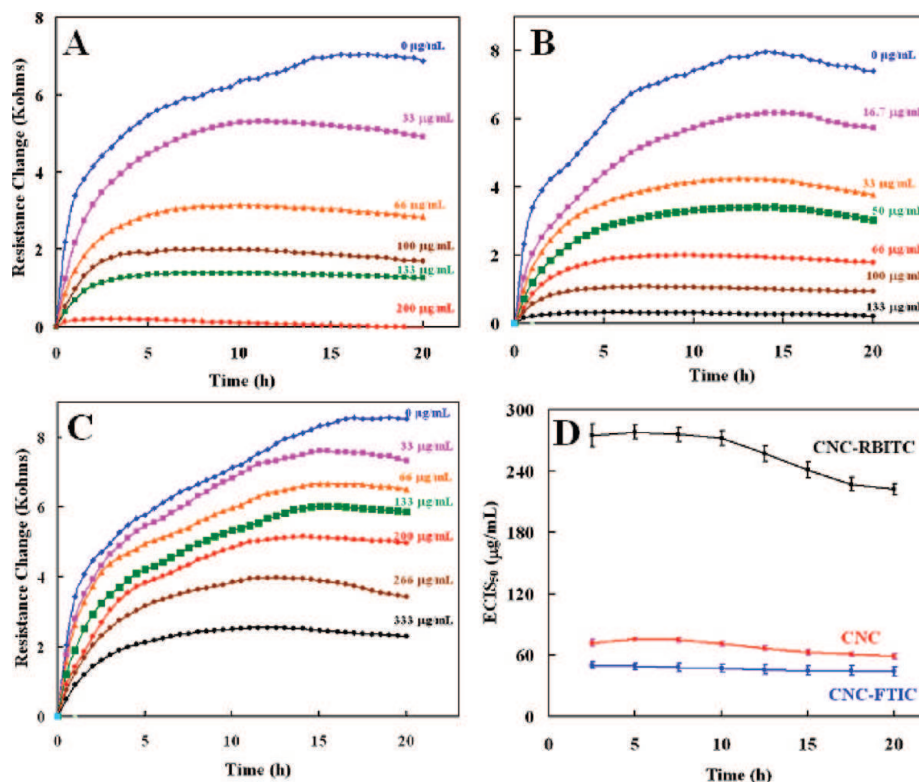 A
Resistance Change (Kohms)
8
6
4
2
0
0 μg/mL
33 μg/mL
66 μg/mL
100 μg/mL
133 μg/mL
200 μg/mL
0
5
10
15
20
Time (h)
B
8
6
4
2
0
0 μg/mL
16.7 μg/mL
33 μg/mL
50 μg/mL
66 μg/mL
100 μg/mL
133 μg/mL
0
5
10
15
20
Time (h)
C
Resistance Change (Kohms)
8
6
4
2
0
0 μg/mL
33 μg/mL
66 μg/mL
133 μg/mL
200 μg/mL
266 μg/mL
333 μg/mL
0
5
10
15
20
Time (h)
D
ECIS50 (μg/mL)
300
240
180
120
60
0
CNC-RBITC
CNC
CNC-FTIC
0
5
10
15
20
Time (h)